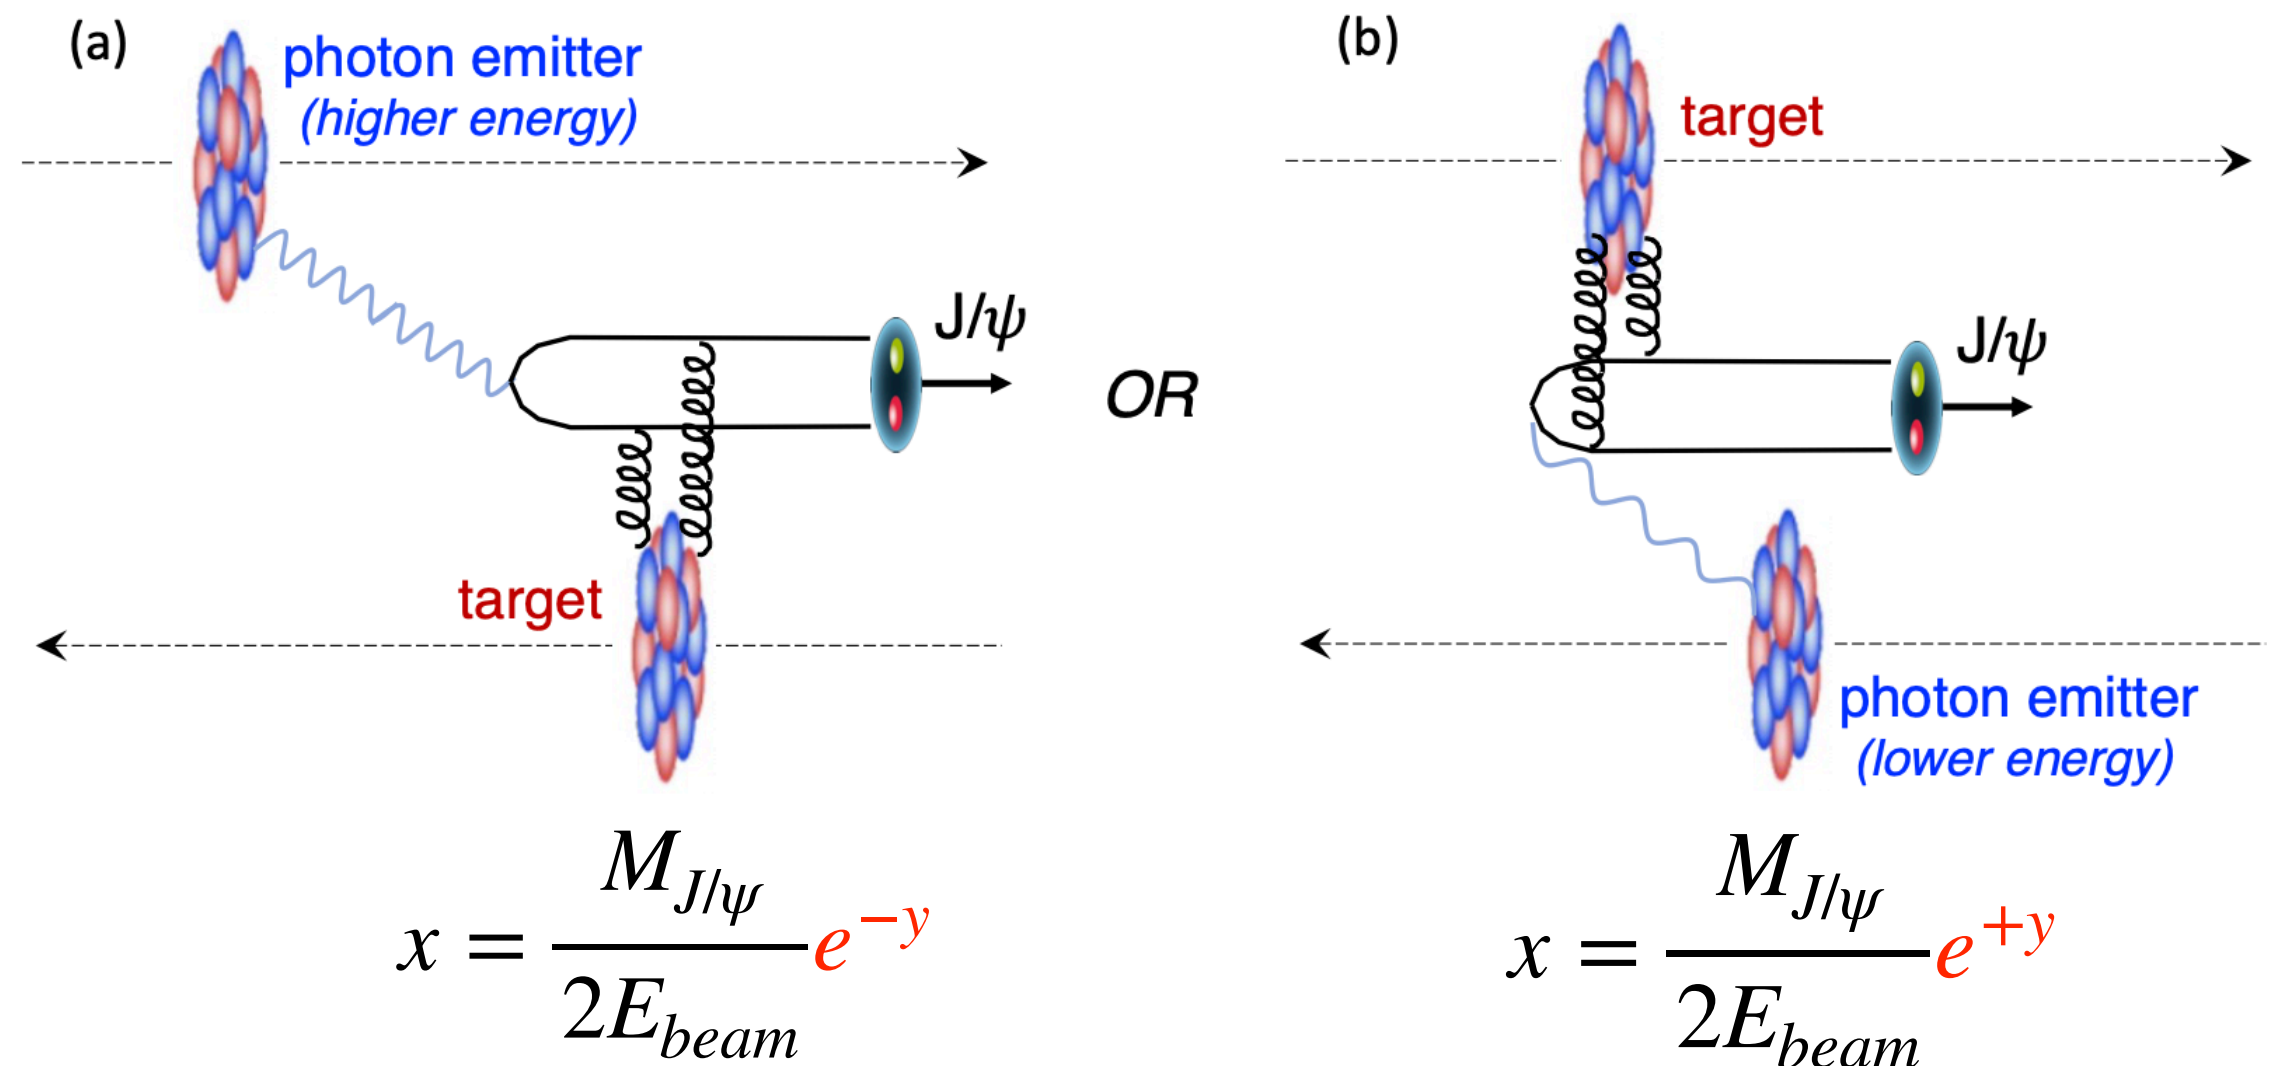 (a)
photon emitter
(higher energy)
J/ψ
target
x = M_{J/ψ} / 2E_{beam} e^{−y}
OR
(b)
target
J/ψ
photon emitter
(lower energy)
x = M_{J/ψ} / 2E_{beam} e^{+y}